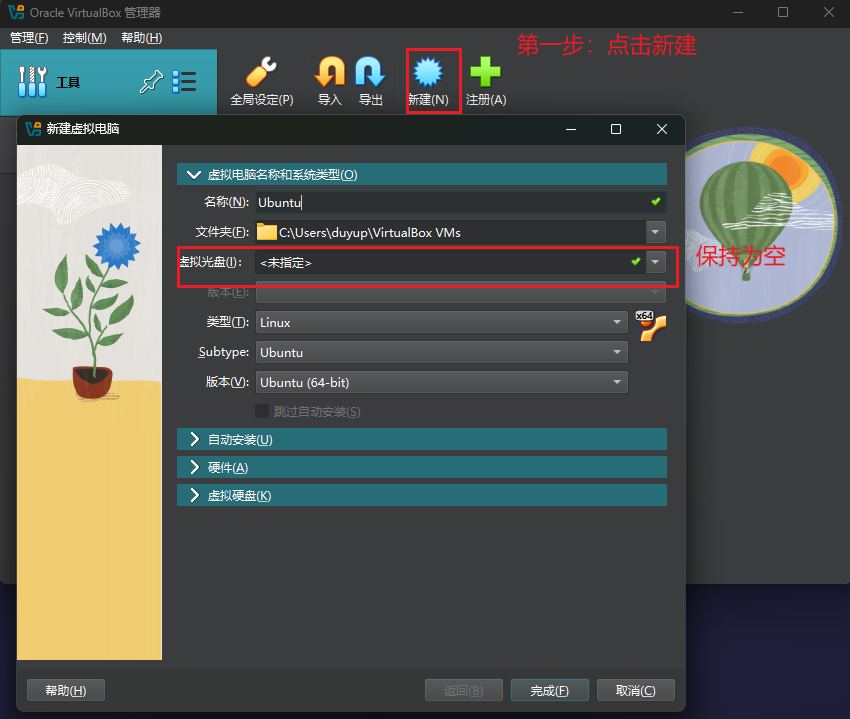 Oracle VirtualBox 管理器
管理(F) 控制(M) 帮助(H)
第一步：点击新建
工具
全局设定(P) 导入 导出 新建(N) 注册(A)
新建虚拟电脑
虚拟电脑名称和系统类型(O)
名称(N): Ubuntu
文件夹(F): C:\Users\duyup\VirtualBox VMs
虚拟光盘(I): <未指定>
保持为空
版本(E):
类型(T): Linux
x64
Subtype: Ubuntu
版本(V): Ubuntu (64-bit)
跳过自动安装(S)
自动安装(U)
硬件(A)
虚拟硬盘(K)
帮助(H) 返回(B) 完成(F) 取消(C)